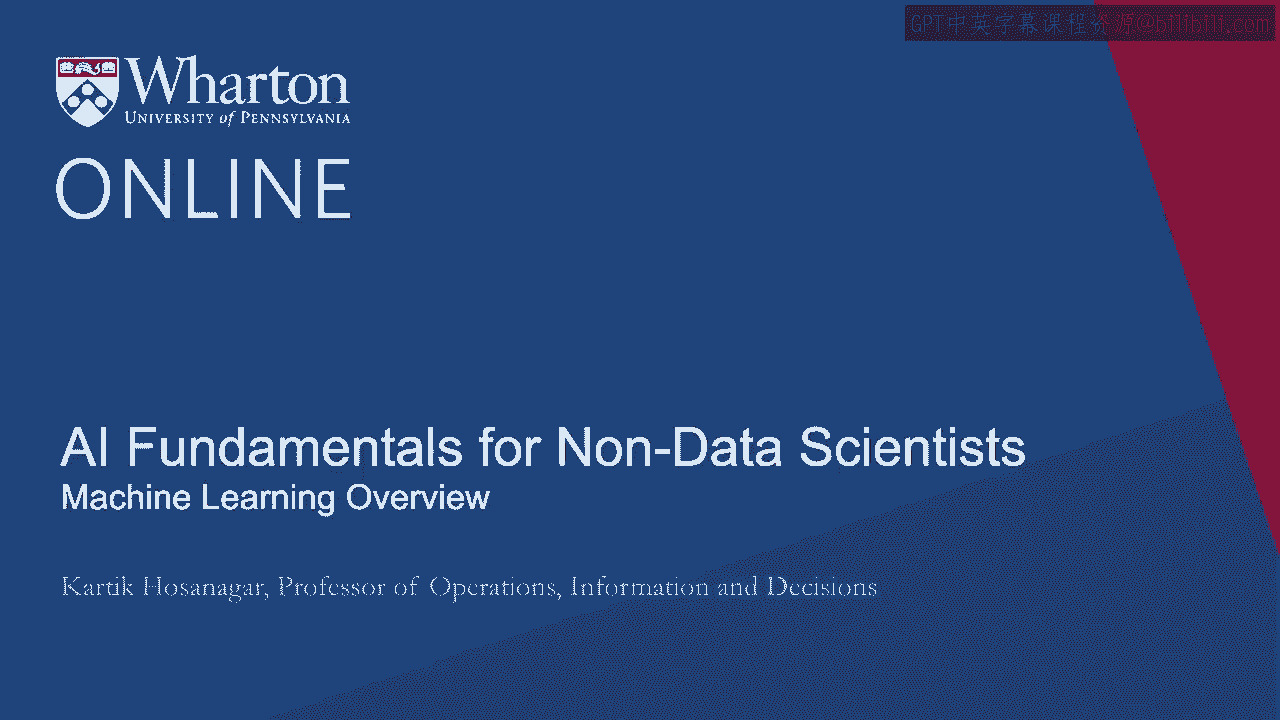 GPT中英字幕课程资源@bilibili.com
Wharton
UNIVERSITY of PENNSYLVANIA
ONLINE
AI Fundamentals for Non-Data Scientists
Machine Learning Overview
Kartik Hosanagar, Professor of Operations, Information and Decisions